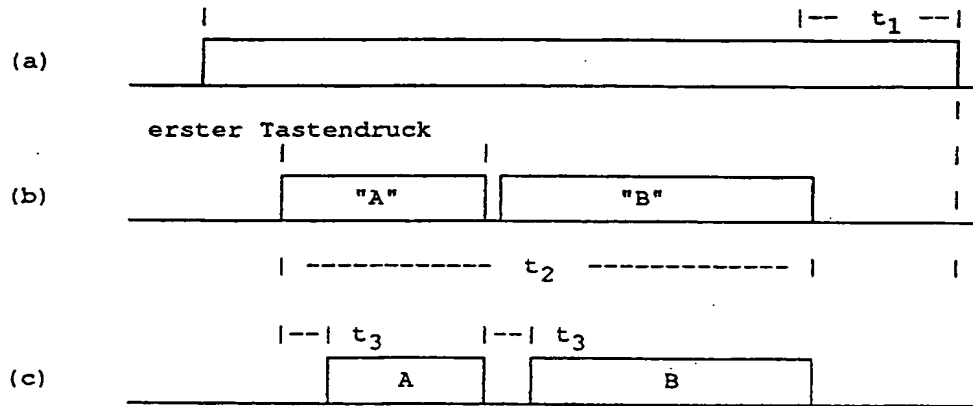 |-- t1 --|
(a)
erster Tastendruck
(b) "A" "B"
|------------ t2 ------------|
|--| t3 |--| t3
(c) A B